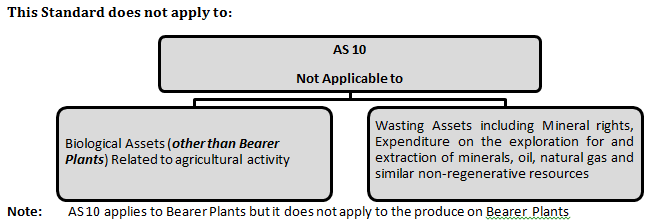 This Standard does not apply to:
AS 10
Not Applicable to
Biological Assets (other than Bearer
Plants) Related to agricultural activity
Wasting Assets including Mineral rights,
Expenditure on the exploration for and
extraction of minerals, oil, natural gas and
similar non-regenerative resources
Note: AS10 applies to Bearer Plants but it does not apply to the produce on Bearer Plants